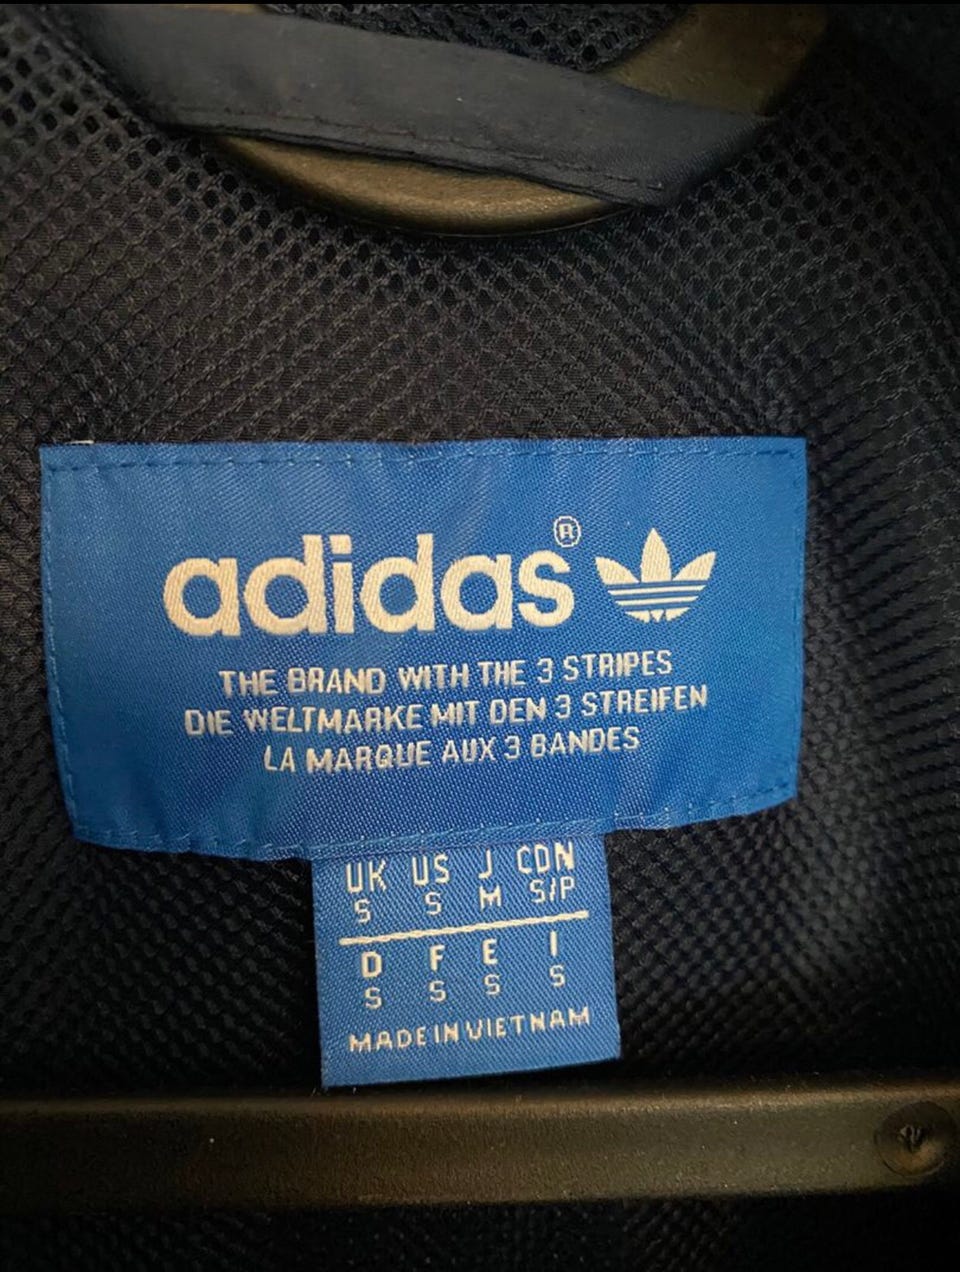 adidas®
THE BRAND WITH THE 3 STRIPES
DIE WELTMARKE MIT DEN 3 STREIFEN
LA MARQUE AUX 3 BANDES
UK US J CDN
S S M S/P
D F E I
S S S S
MADE IN VIETNAM